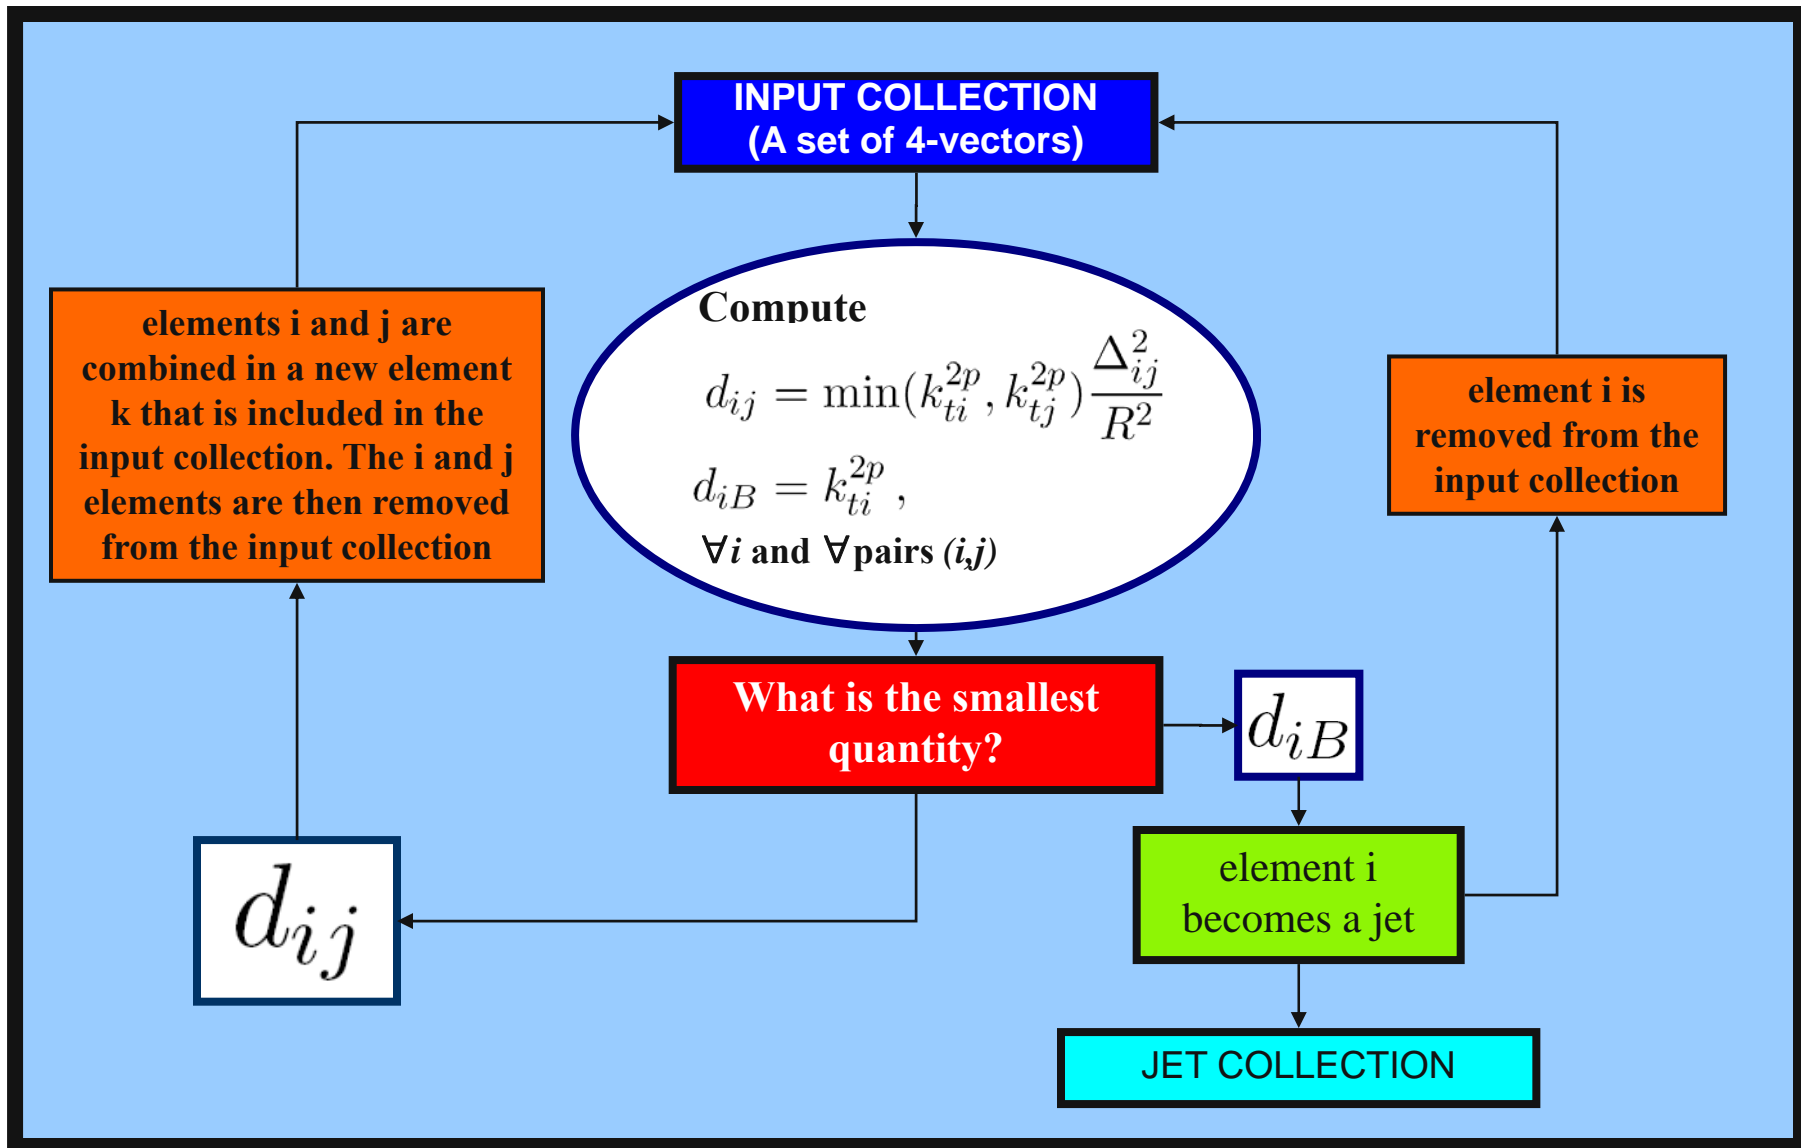 INPUT COLLECTION
(A set of 4-vectors)
Compute
d_{ij} = min(k_{ti}^{2p}, k_{tj}^{2p}) \frac{Δ_{ij}^2}{R^2}
d_{iB} = k_{ti}^{2p} ,
∀i and ∀pairs (i,j)
elements i and j are
combined in a new element
k that is included in the
input collection. The i and j
elements are then removed
from the input collection
element i is
removed from the
input collection
What is the smallest
quantity?
d_{iB}
d_{ij}
element i
becomes a jet
JET COLLECTION